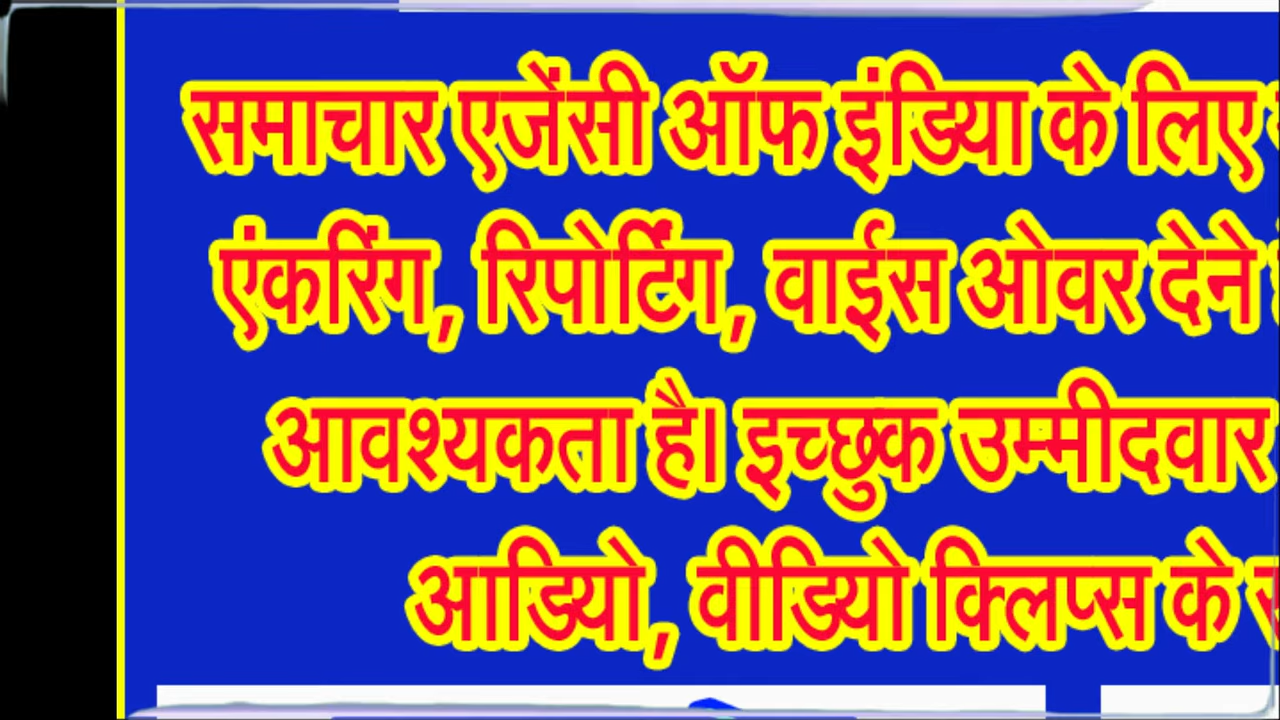 समाचार एजेंसी ऑफ इंडिया के लिए
एंकरिंग, रिपोर्टिंग, वाईस ओवर देने
आवश्यकता है। इच्छुक उम्मीदवार
आडियो, वीडियो क्लिप्स के